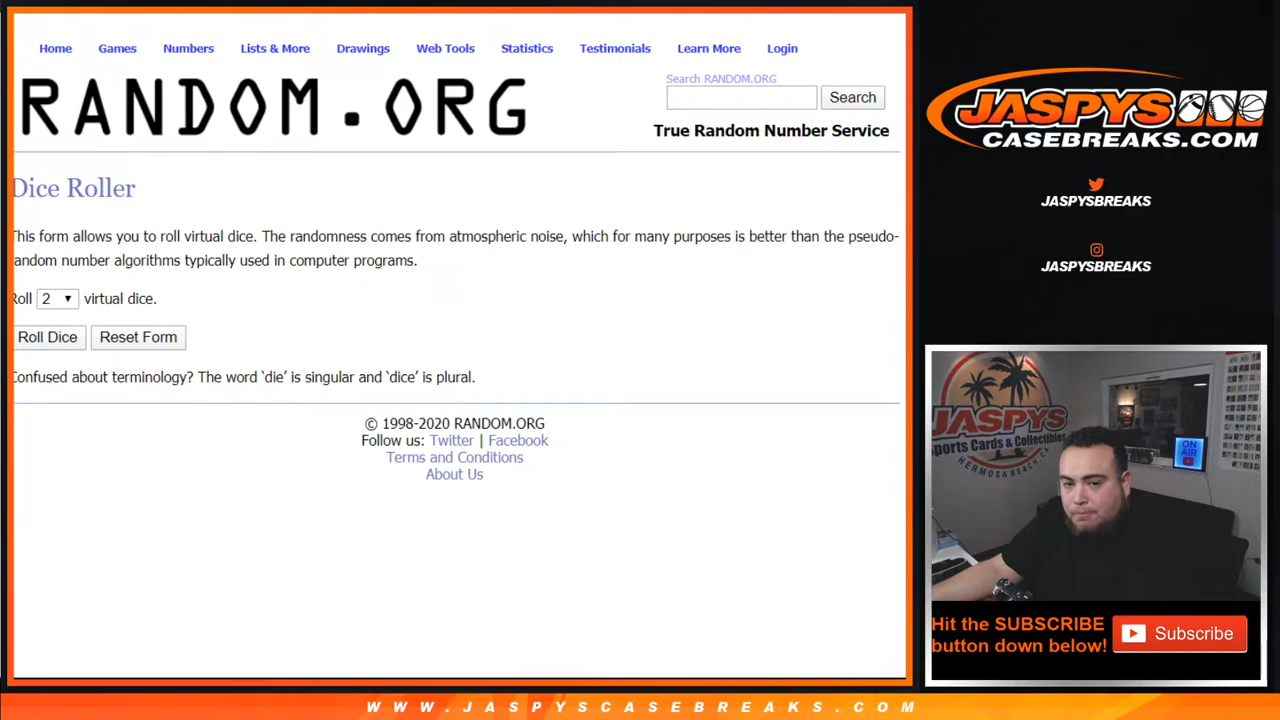 Home Games Numbers Lists & More Drawings Web Tools Statistics Testimonials Learn More Login
RANDOM.ORG
Search RANDOM.ORG
Search
True Random Number Service
Dice Roller
This form allows you to roll virtual dice. The randomness comes from atmospheric noise, which for many purposes is better than the pseudo-
random number algorithms typically used in computer programs.
Roll 2 virtual dice.
Roll Dice Reset Form
Confused about terminology? The word ‘die’ is singular and ‘dice’ is plural.
© 1998-2020 RANDOM.ORG
Follow us: Twitter | Facebook
Terms and Conditions
About Us
JASPYS
CASEBREAKS.COM
JASPYSBREAKS
JASPYSBREAKS
JASPYS
Sports Cards & Collectibles
HERMOSA BEACH, CA
ON
AIR
Hit the SUBSCRIBE
button down below!
Subscribe
WWW.JASPYSCASEBREAKS.COM